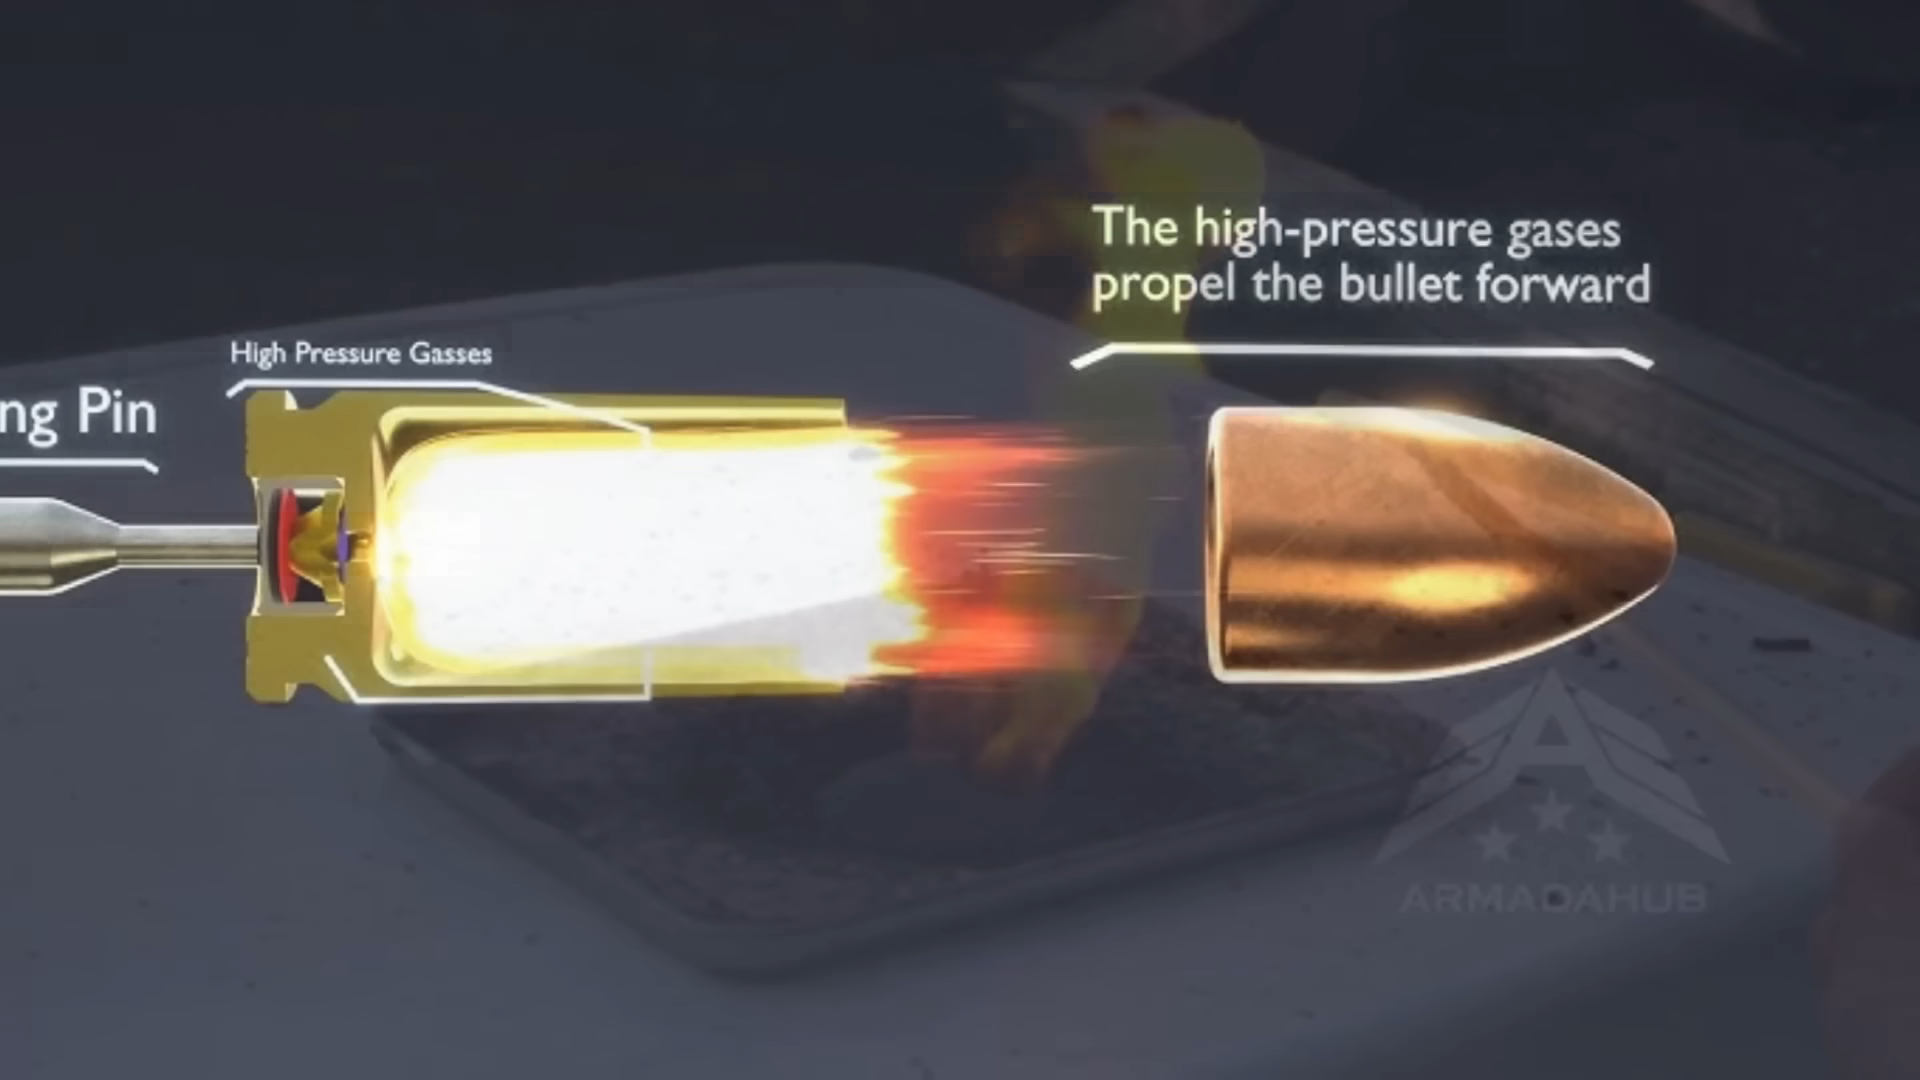 The high-pressure gases
propel the bullet forward
High Pressure Gasses
ng Pin
ARMADAHUB